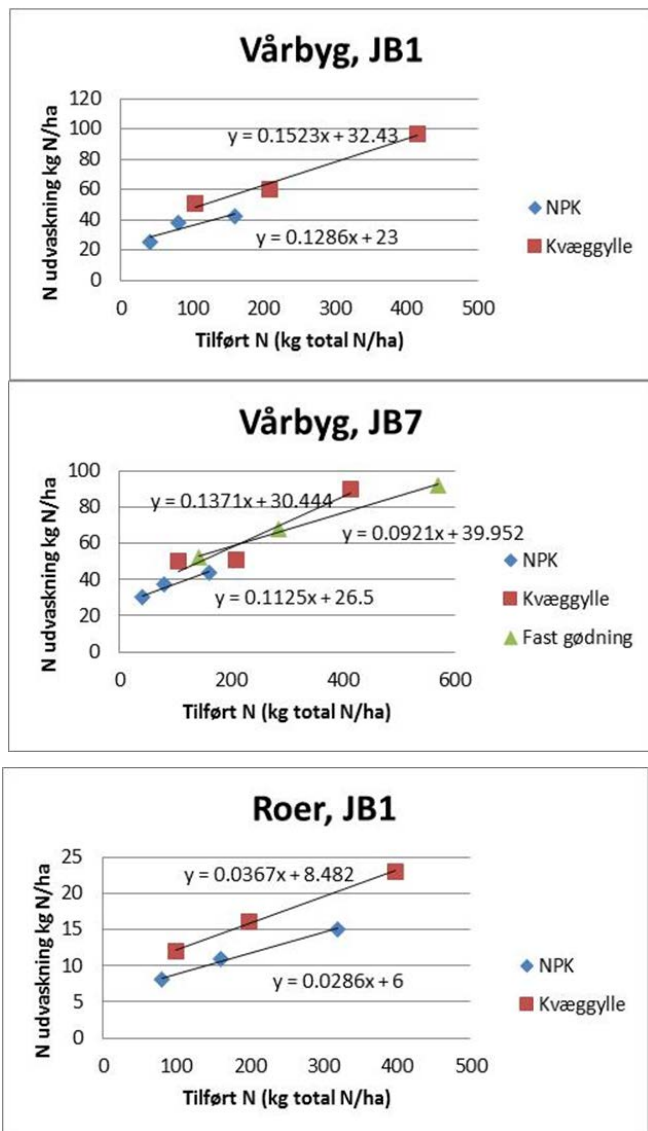 Vårbyg, JB1
N udvaskning kg N/ha
120
100
80
60
40
20
0
y = 0.1523x + 32.43
y = 0.1286x + 23
0 100 200 300 400 500
Tilført N (kg total N/ha)
NPK
Kvæggylle
Vårbyg, JB7
N udvaskning kg N/ha
100
80
60
40
20
0
y = 0.1371x + 30.444
y = 0.0921x + 39.952
y = 0.1125x + 26.5
0 200 400 600
Tilført N (kg total N/ha)
NPK
Kvæggylle
Fast gødning
Roer, JB1
N udvaskning kg N/ha
25
20
15
10
5
0
y = 0.0367x + 8.482
y = 0.0286x + 6
0 100 200 300 400 500
Tilført N (kg total N/ha)
NPK
Kvæggylle